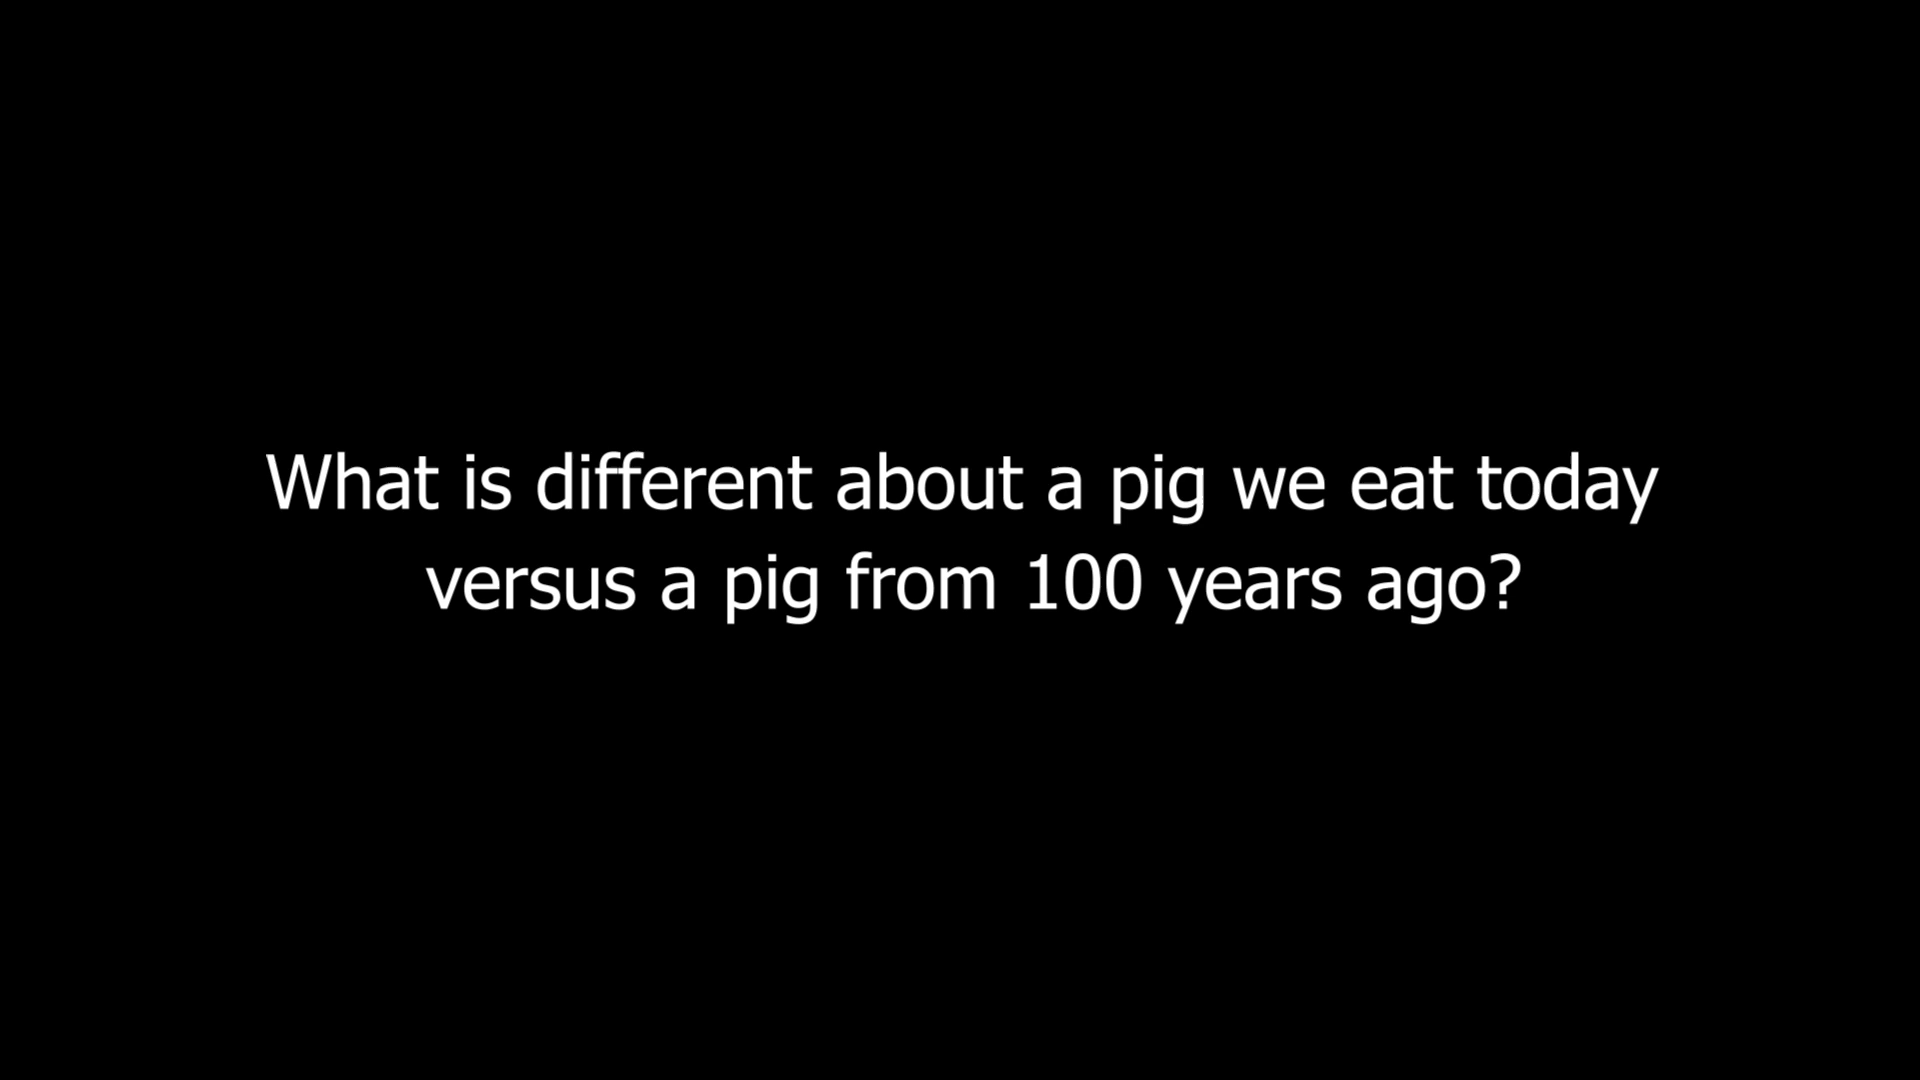 What is different about a pig we eat today
versus a pig from 100 years ago?